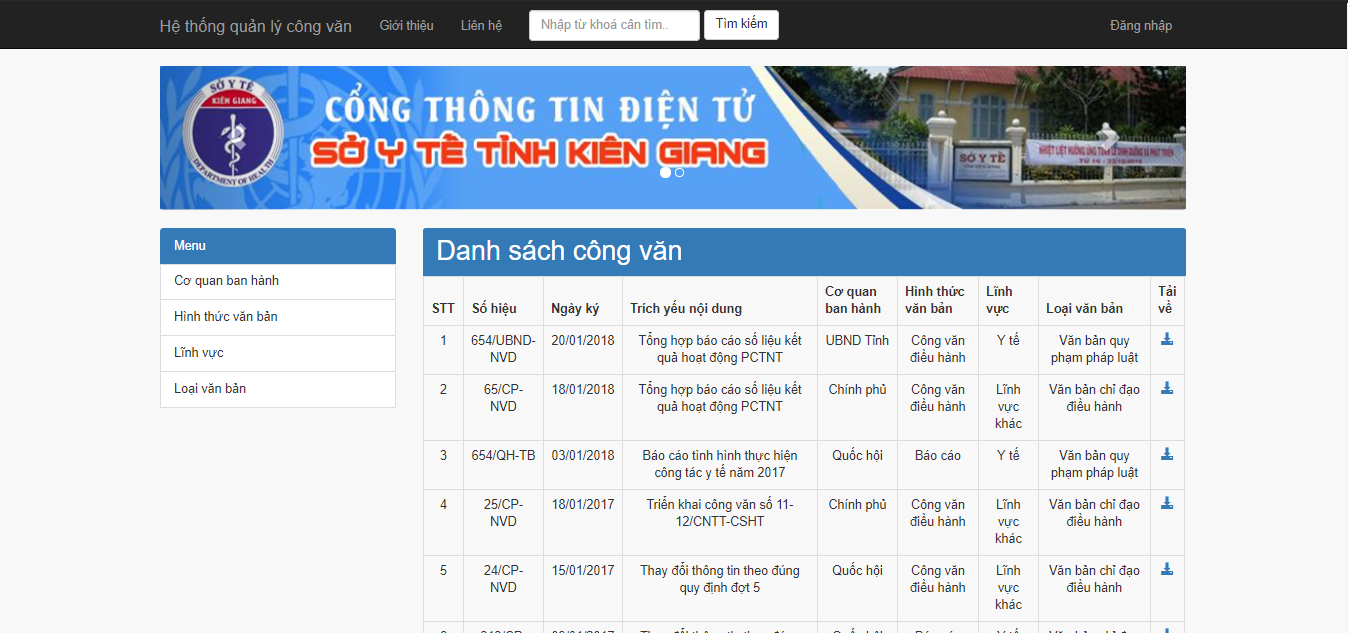 Hệ thống quản lý công văn Giới thiệu Liên hệ Nhập từ khoá cần tìm.. Tìm kiếm Đăng nhập
SỞ Y TẾ
KIÊN GIANG
DEPARTMENT OF HEALTH
CỔNG THÔNG TIN ĐIỆN TỬ
SỞ Y TẾ TỈNH KIÊN GIANG
SỞ Y TẾ
NHIỆT LIỆT HƯỞNG ỨNG TUẦN LỄ DINH DƯỠNG VÀ PHÁT TRIỂN
Menu
Cơ quan ban hành
Hình thức văn bản
Lĩnh vực
Loại văn bản
Danh sách công văn
STT Số hiệu Ngày ký Trích yếu nội dung Cơ quan ban hành Hình thức văn bản Lĩnh vực Loại văn bản Tải về
1 654/UBND-NVD 20/01/2018 Tổng hợp báo cáo số liệu kết quả hoạt động PCTNT UBND Tỉnh Công văn điều hành Y tế Văn bản quy phạm pháp luật
2 65/CP-NVD 18/01/2018 Tổng hợp báo cáo số liệu kết quả hoạt động PCTNT Chính phủ Công văn điều hành Lĩnh vực khác Văn bản chỉ đạo điều hành
3 654/QH-TB 03/01/2018 Báo cáo tình hình thực hiện công tác y tế năm 2017 Quốc hội Báo cáo Y tế Văn bản quy phạm pháp luật
4 25/CP-NVD 18/01/2017 Triển khai công văn số 11-12/CNTT-CSHT Chính phủ Công văn điều hành Lĩnh vực khác Văn bản chỉ đạo điều hành
5 24/CP-NVD 15/01/2017 Thay đổi thông tin theo đúng quy định đợt 5 Quốc hội Công văn điều hành Lĩnh vực khác Văn bản chỉ đạo điều hành